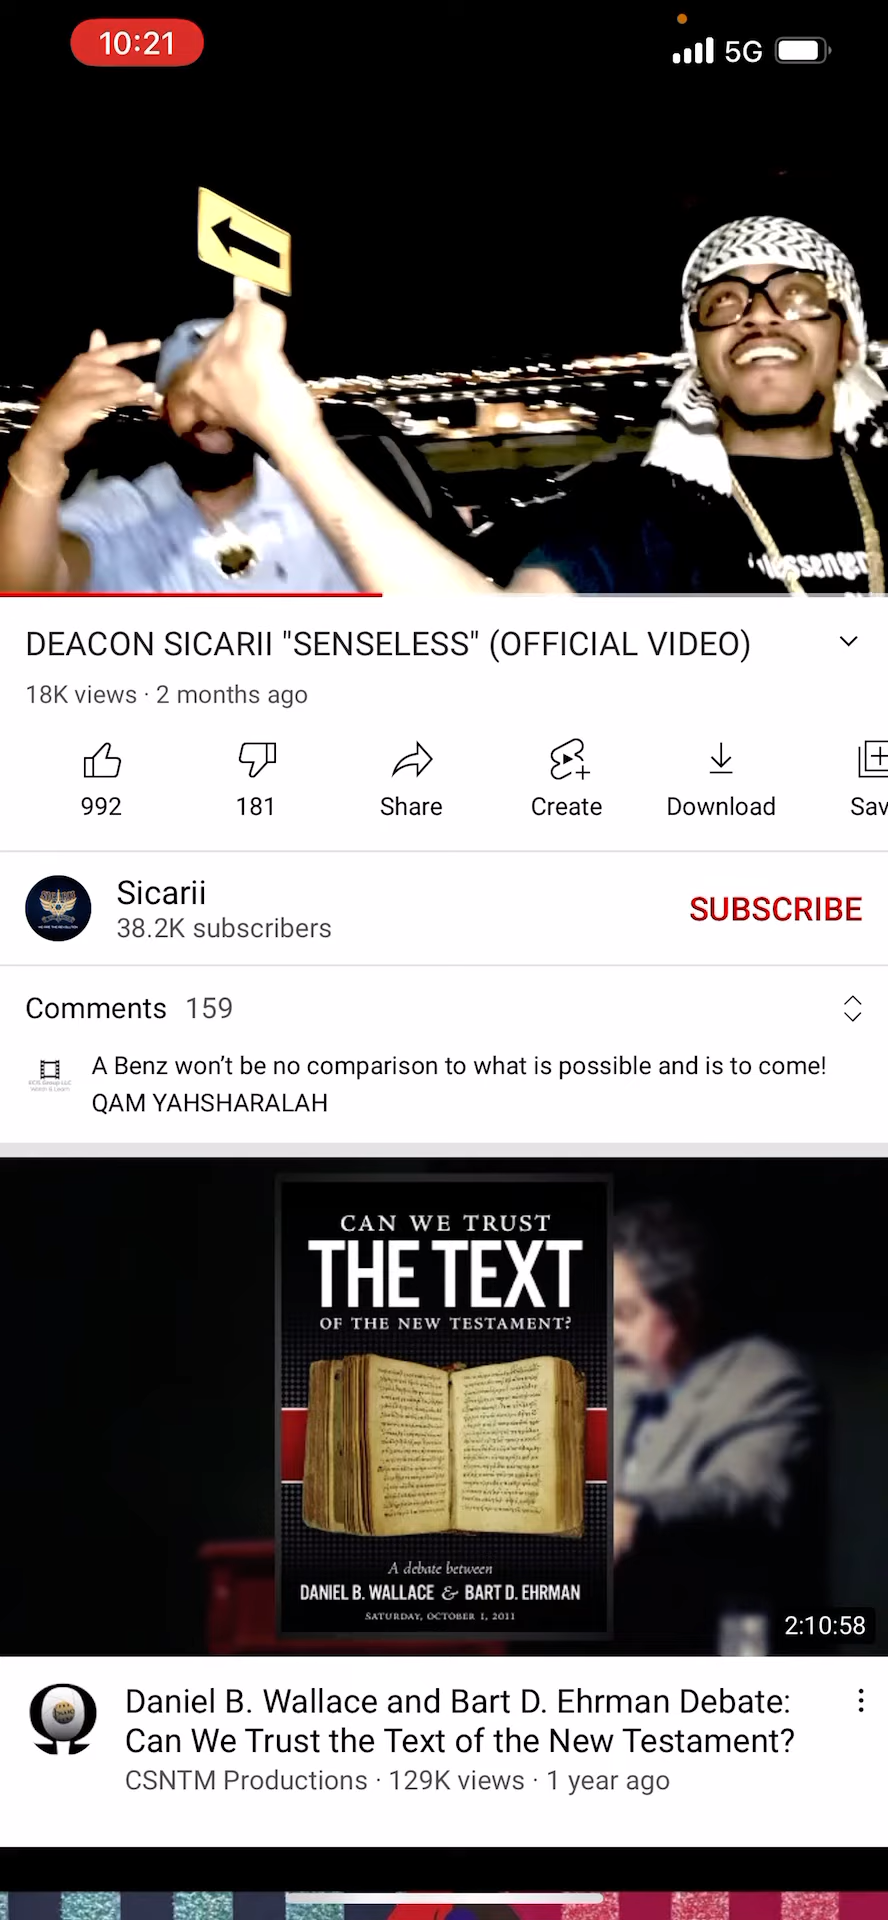 10:21
5G
DEACON SICARII "SENSELESS" (OFFICIAL VIDEO)
18K views · 2 months ago
992
181
Share
Create
Download
Sav
Sicarii
38.2K subscribers
SUBSCRIBE
Comments 159
A Benz won’t be no comparison to what is possible and is to come!
QAM YAHSHARALAH
CAN WE TRUST
THE TEXT
OF THE NEW TESTAMENT?
A debate between
DANIEL B. WALLACE & BART D. EHRMAN
SATURDAY, OCTOBER 1, 2011
2:10:58
Daniel B. Wallace and Bart D. Ehrman Debate:
Can We Trust the Text of the New Testament?
CSNTM Productions · 129K views · 1 year ago